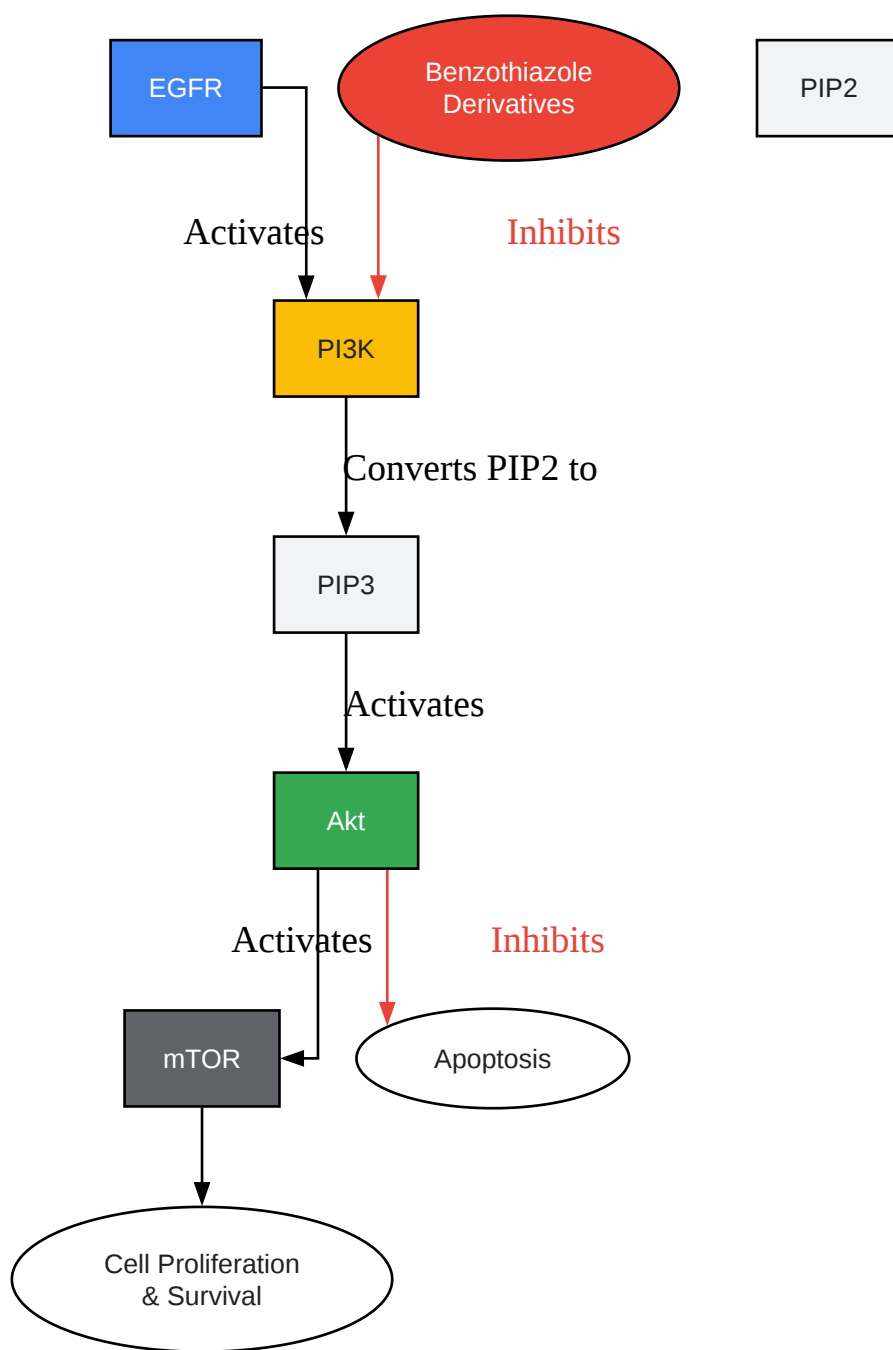 EGFR
Benzothiazole
Derivatives
PIP2
Activates
Inhibits
PI3K
Converts PIP2 to
PIP3
Activates
Akt
Activates
Inhibits
mTOR
Apoptosis
Cell Proliferation
& Survival